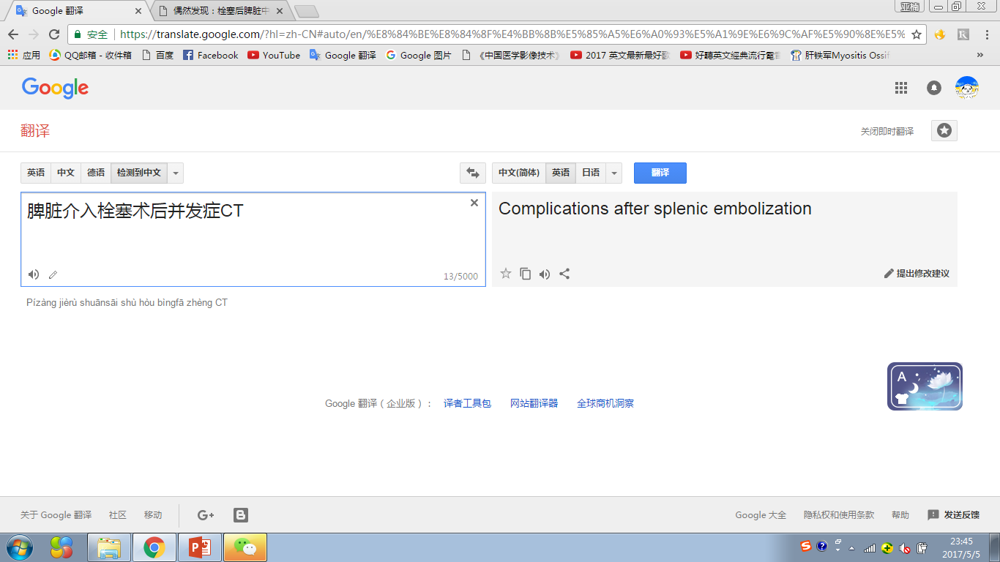 Google 翻译
偶然发现：栓塞后脾脏中
亚楠
安全 https://translate.google.com/?hl=zh-CN#auto/en/%E8%84%BE%E8%84%8F%E4%BB%8B%E5%85%A5%E6%A0%93%E5%A1%9E%E6%9C%AF%E5%90%8E%E5%
应用 QQ邮箱 - 收件箱 百度 Facebook YouTube Google 翻译 Google 图片 《中国医学影像技术》 2017 英文最新最好歌 好聽英文經典流行電音 肝铁军Myositis Ossif »
Google
翻译
关闭即时翻译
英语 中文 德语 检测到中文
中文(简体) 英语 日语 翻译
脾脏介入栓塞术后并发症CT
Complications after splenic embolization
13/5000
提出修改建议
Pízàng jièrù shuānsāi shù hòu bìngfā zhèng CT
A
Google 翻译（企业版）： 译者工具包 网站翻译器 全球商机洞察
关于 Google 翻译 社区 移动 G+
Google 大全 隐私权和使用条款 帮助 发送反馈
23:45
2017/5/5